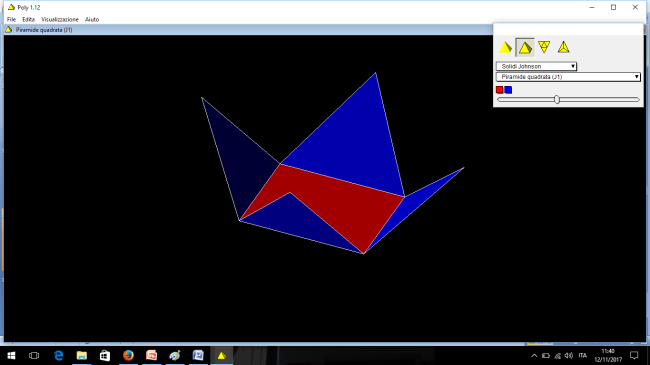 Poly 1.12
File Edita Visualizzazione Aiuto
Piramide quadrata (J1)
Solidi Johnson
Piramide quadrata (J1)
ITA
11:40
12/11/2017